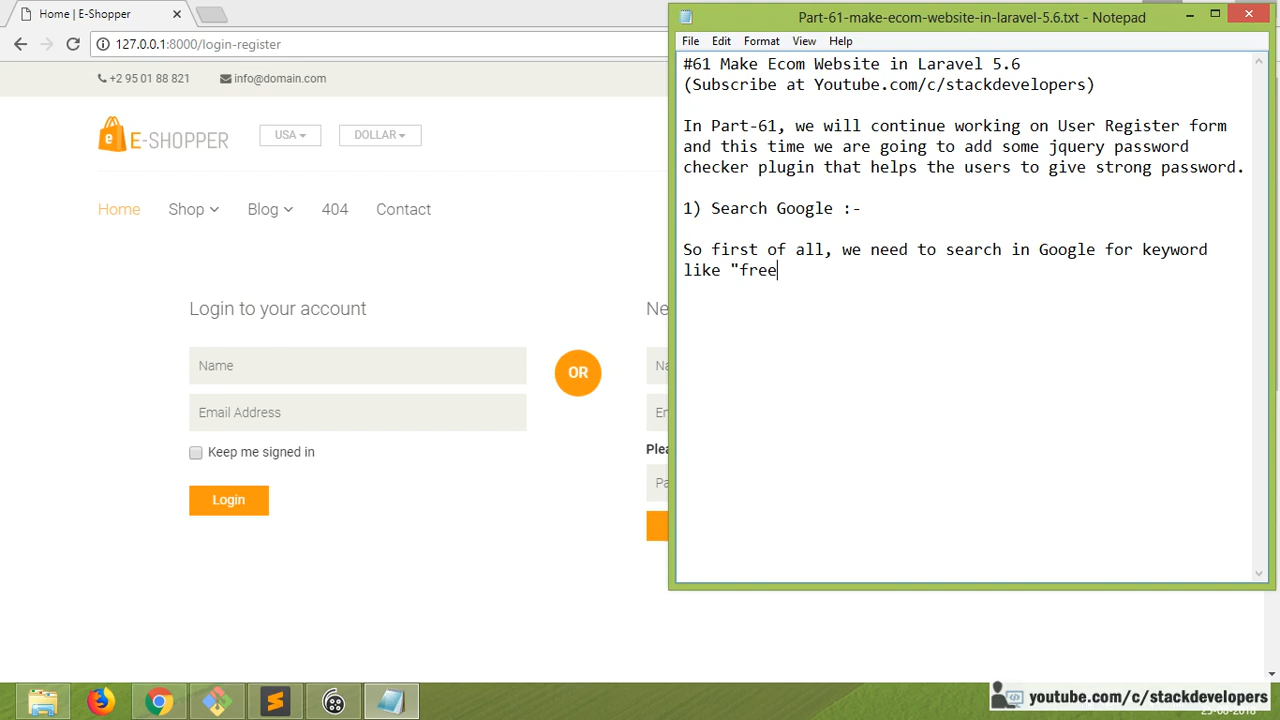 Home | E-Shopper
127.0.0.1:8000/login-register
+2 95 01 88 821
info@domain.com
E-SHOPPER
USA
DOLLAR
Home
Shop
Blog
404
Contact
Login to your account
Name
Email Address
OR
Keep me signed in
Login
Ne
Na
Em
Plea
Pa
Part-61-make-ecom-website-in-laravel-5.6.txt - Notepad
File Edit Format View Help
#61 Make Ecom Website in Laravel 5.6
(Subscribe at Youtube.com/c/stackdevelopers)
In Part-61, we will continue working on User Register form
and this time we are going to add some jquery password
checker plugin that helps the users to give strong password.
1) Search Google :-
So first of all, we need to search in Google for keyword
like "free
youtube.com/c/stackdevelopers